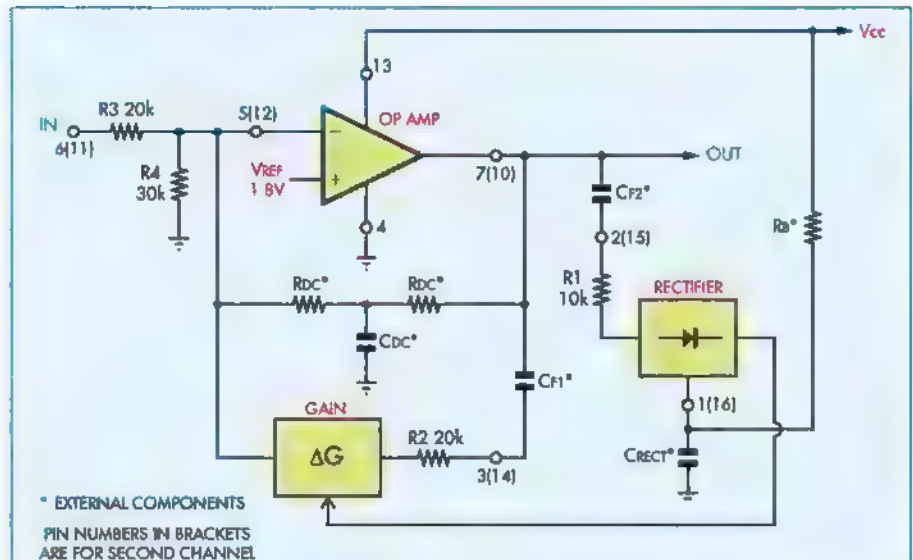 Vcc
13
R3 20k
5(12)
OP AMP
IN
6(11)
−
OUT
7(10)
R4
30k
VREF
1 8V
+
CF2*
RB*
4
2(15)
RDC*
RDC*
R1
10k
RECTIFIER
CDC*
CF1*
1(16)
GAIN
ΔG
R2 20k
3(14)
CRECT*
* EXTERNAL COMPONENTS
PIN NUMBERS IN BRACKETS
ARE FOR SECOND CHANNEL